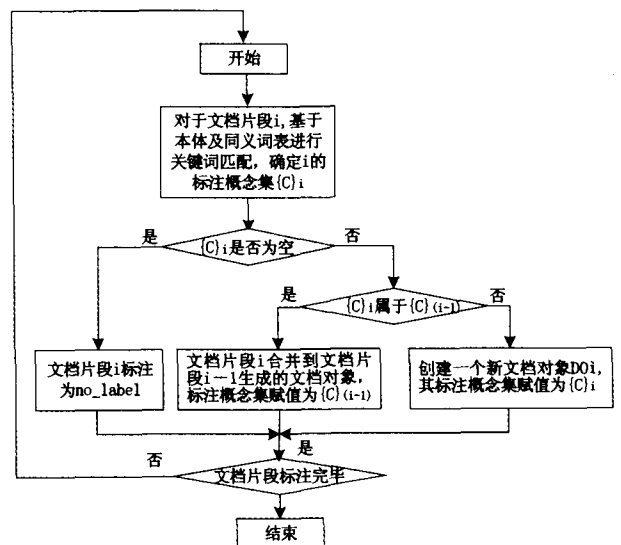 开始
对于文档片段i,基于
本体及同义词表进行
关键词匹配，确定i的
标注概念集{C}i
是
否
{C}i是否为空
是
否
{C}i属于{C}(i-1)
文档片段i标注
为no_label
文档片段i合并到文档片
段i—1生成的文档对象，
标注概念集赋值为{C}(i-1)
创建一个新文档对象DOi,
其标注概念集赋值为{C}i
否
是
文档片段标注完毕
结束